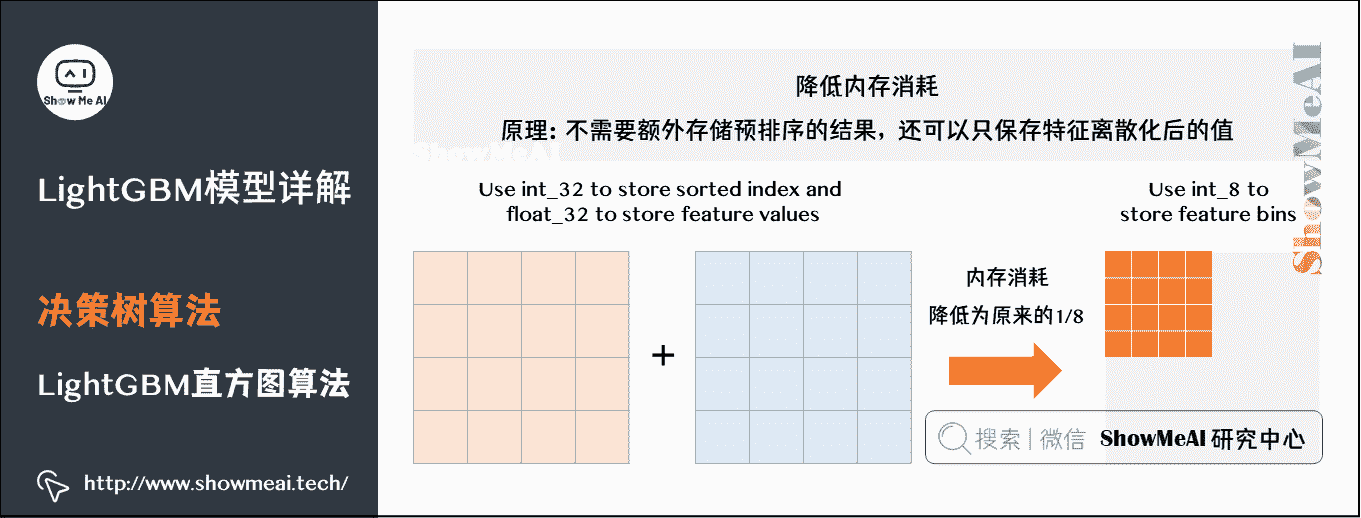 Show Me AI
LightGBM模型详解
决策树算法
LightGBM直方图算法
http://www.showmeai.tech/
降低内存消耗
原理: 不需要额外存储预排序的结果，还可以只保存特征离散化后的值
ShowMeAI
Use int_32 to store sorted index and
float_32 to store feature values
+
内存消耗
降低为原来的1/8
Use int_8 to
store feature bins
ShowMeAI
搜索 | 微信 ShowMeAI 研究中心